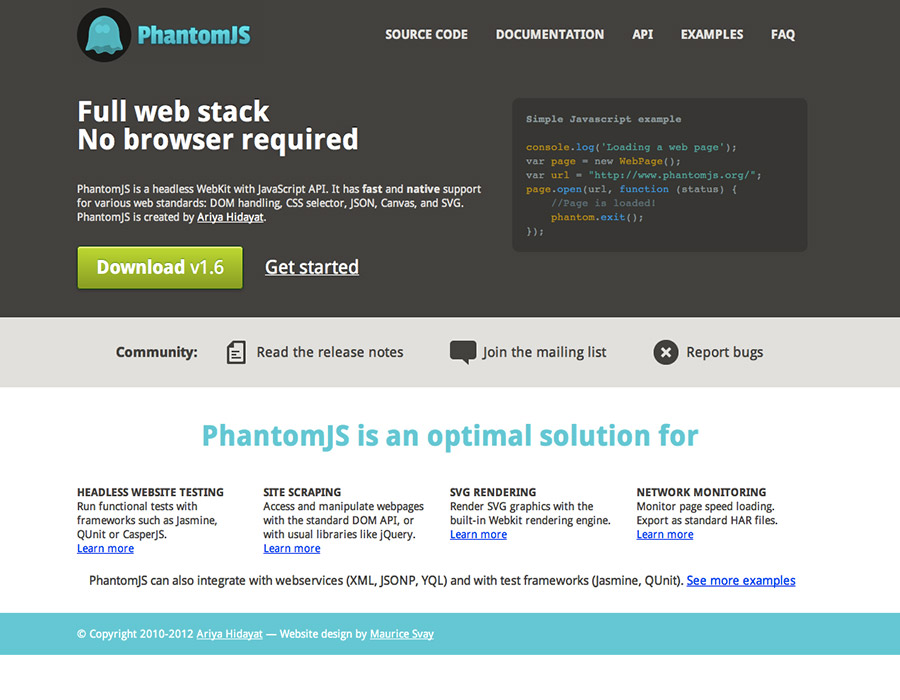 PhantomJS
SOURCE CODE
DOCUMENTATION
API
EXAMPLES
FAQ
Full web stack
No browser required
PhantomJS is a headless WebKit with JavaScript API. It has fast and native support
for various web standards: DOM handling, CSS selector, JSON, Canvas, and SVG.
PhantomJS is created by Ariya Hidayat.
Download v1.6
Get started
Simple Javascript example
console.log('Loading a web page');
var page = new WebPage();
var url = "http://www.phantomjs.org/";
page.open(url, function (status) {
    //Page is loaded!
    phantom.exit();
});
Community:
Read the release notes
Join the mailing list
Report bugs
PhantomJS is an optimal solution for
HEADLESS WEBSITE TESTING
Run functional tests with
frameworks such as Jasmine,
QUnit or CasperJS.
Learn more
SITE SCRAPING
Access and manipulate webpages
with the standard DOM API, or
with usual libraries like jQuery.
Learn more
SVG RENDERING
Render SVG graphics with the
built-in Webkit rendering engine.
Learn more
NETWORK MONITORING
Monitor page speed loading.
Export as standard HAR files.
Learn more
PhantomJS can also integrate with webservices (XML, JSONP, YQL) and with test frameworks (Jasmine, QUnit). See more examples
© Copyright 2010-2012 Ariya Hidayat — Website design by Maurice Svay